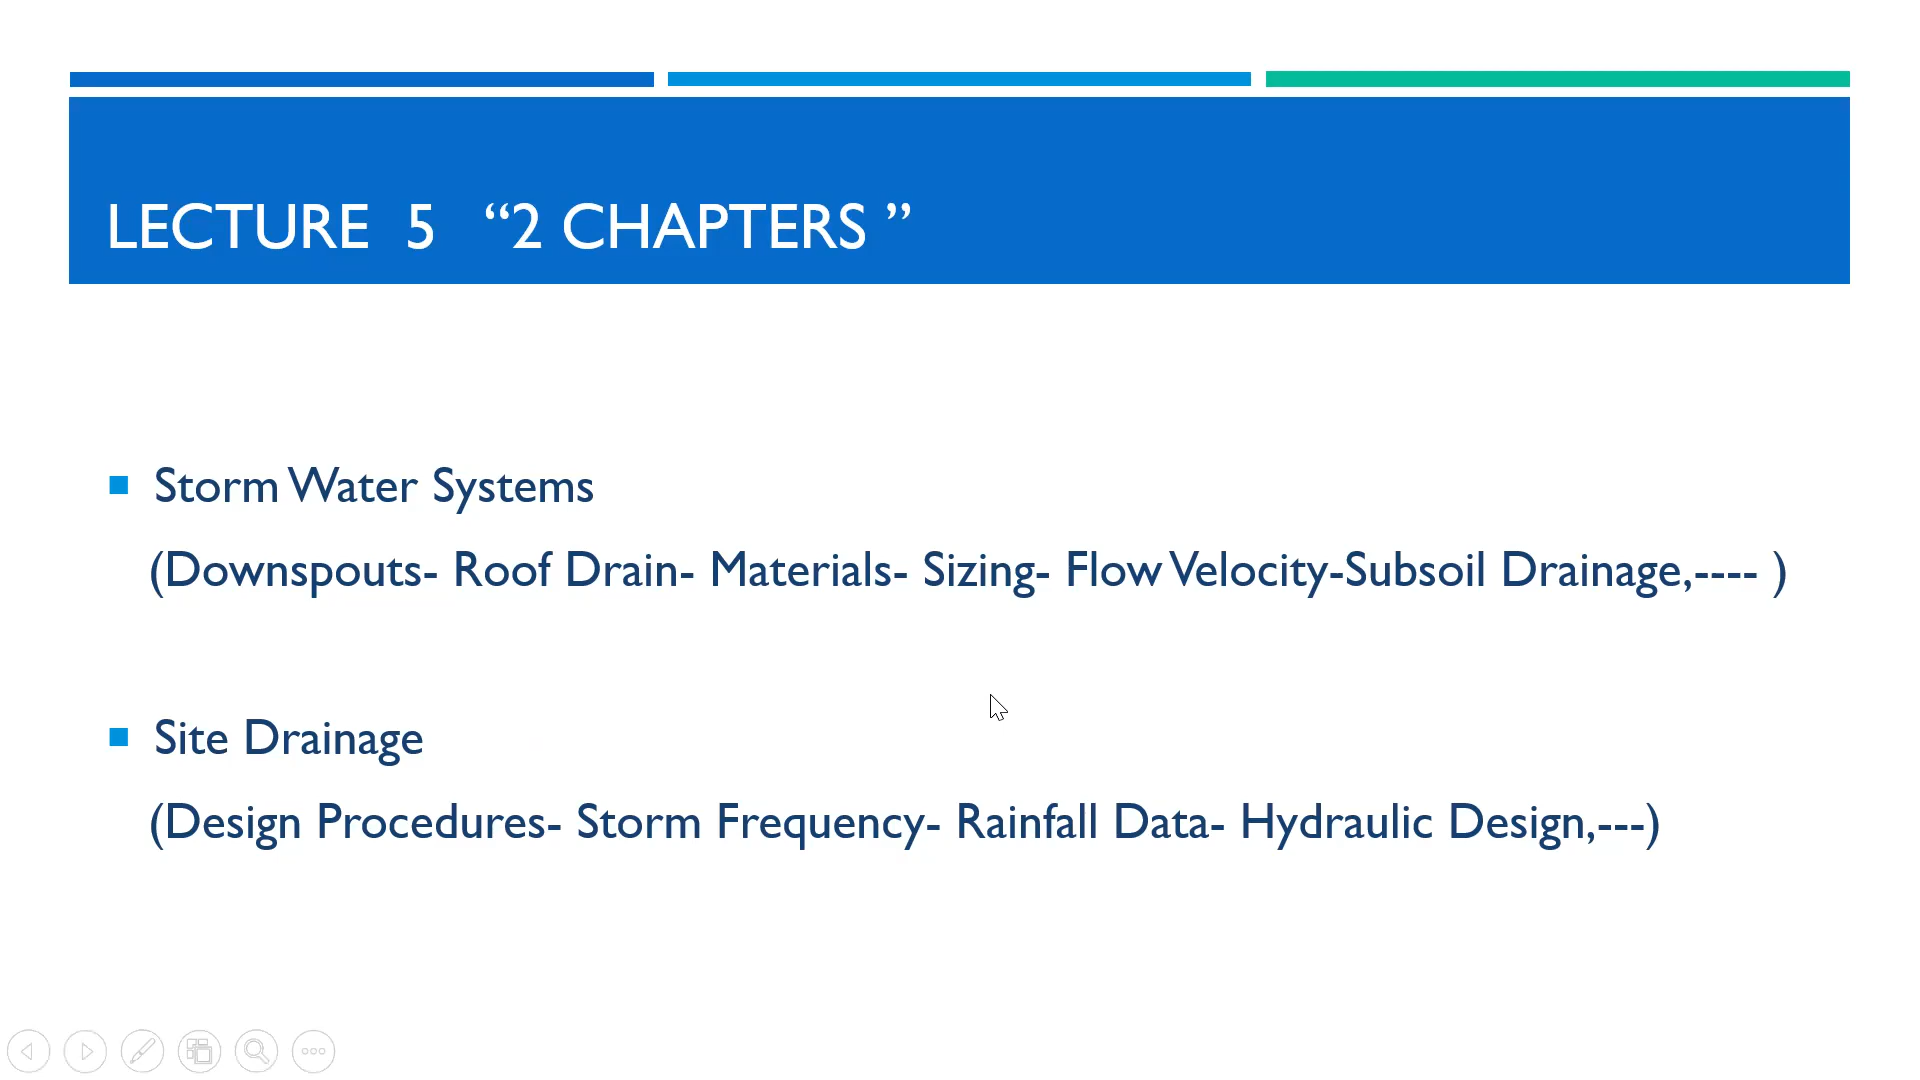 LECTURE 5 “2 CHAPTERS ”
Storm Water Systems
(Downspouts- Roof Drain- Materials- Sizing- Flow Velocity-Subsoil Drainage,---- )
Site Drainage
(Design Procedures- Storm Frequency- Rainfall Data- Hydraulic Design,---)